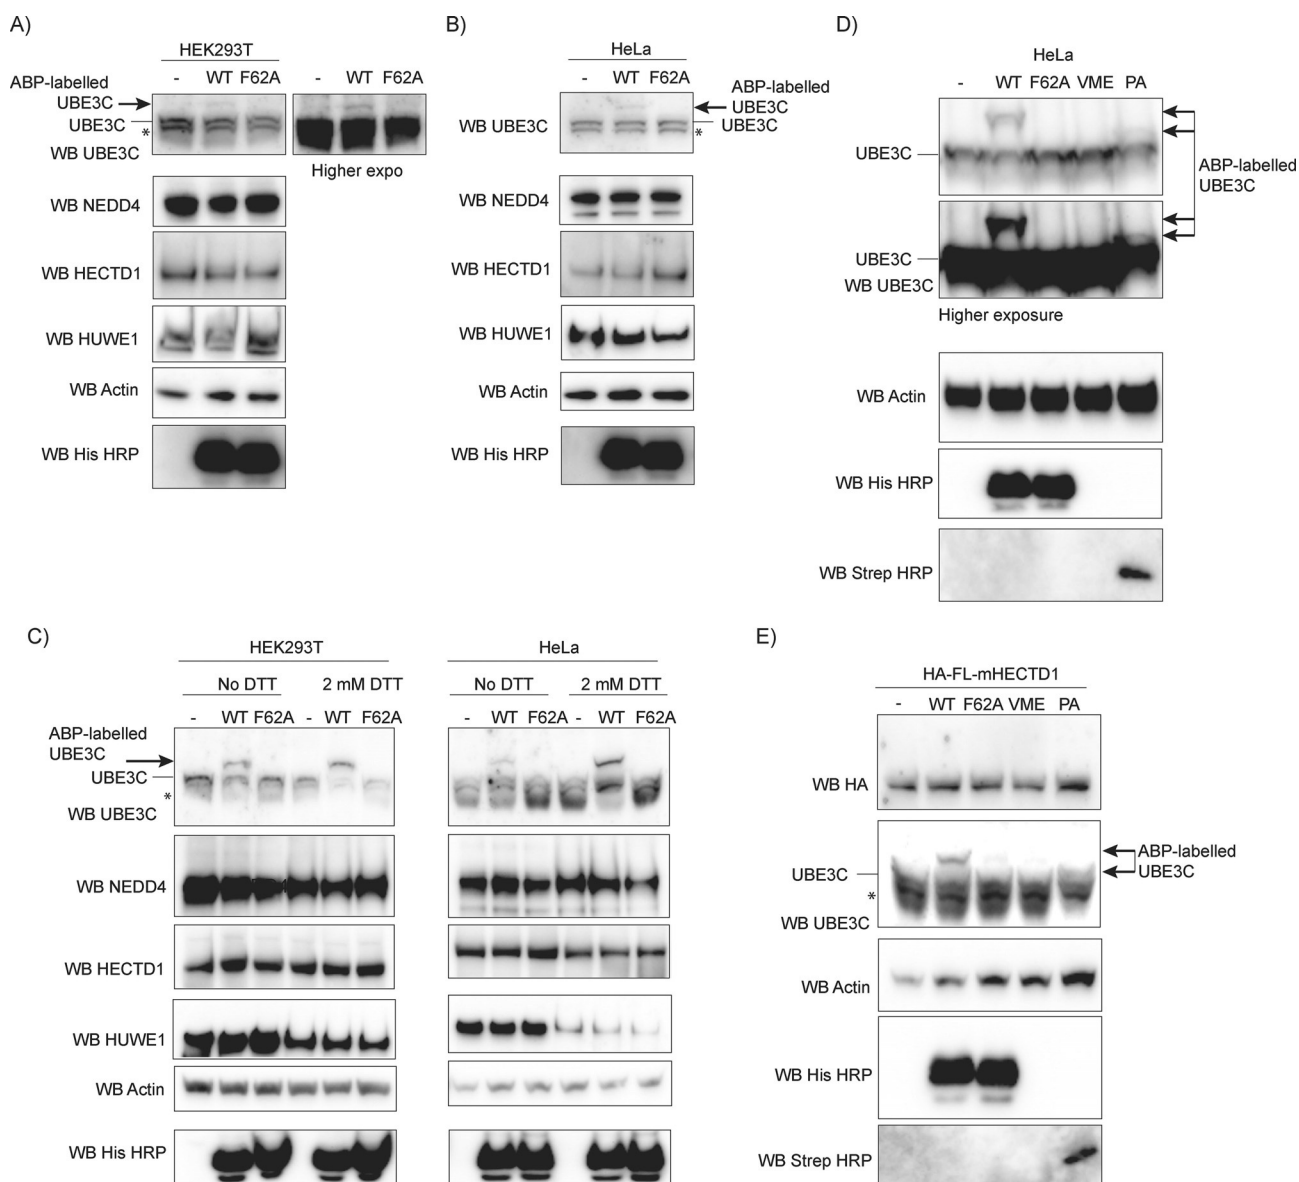 A)
HEK293T
- WT F62A - WT F62A
ABP-labelled
UBE3C
UBE3C
*
WB UBE3C
Higher expo
WB NEDD4
WB HECTD1
WB HUWE1
WB Actin
WB His HRP
B)
HeLa
- WT F62A
ABP-labelled
UBE3C
WB UBE3C
UBE3C
*
WB NEDD4
WB HECTD1
WB HUWE1
WB Actin
WB His HRP
D)
HeLa
- WT F62A VME PA
UBE3C
ABP-labelled
UBE3C
UBE3C
WB UBE3C
Higher exposure
WB Actin
WB His HRP
WB Strep HRP
C)
HEK293T
No DTT 2 mM DTT
- WT F62A - WT F62A
ABP-labelled
UBE3C
UBE3C
*
WB UBE3C
WB NEDD4
WB HECTD1
WB HUWE1
WB Actin
WB His HRP
HeLa
No DTT 2 mM DTT
- WT F62A - WT F62A
E)
HA-FL-mHECTD1
- WT F62A VME PA
WB HA
ABP-labelled
UBE3C
UBE3C
*
WB UBE3C
WB Actin
WB His HRP
WB Strep HRP